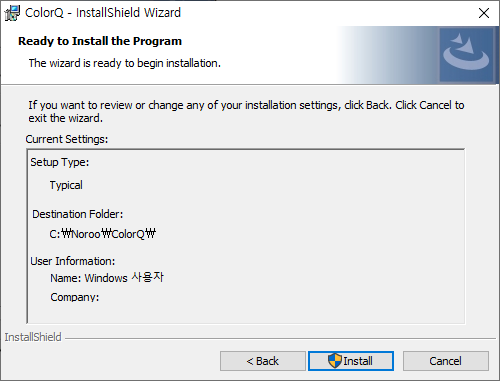 ColorQ - InstallShield Wizard
Ready to Install the Program
The wizard is ready to begin installation.
If you want to review or change any of your installation settings, click Back. Click Cancel to
exit the wizard.
Current Settings:
Setup Type:
Typical
Destination Folder:
C:₩Noroo₩ColorQ₩
User Information:
Name: Windows 사용자
Company:
InstallShield
< Back
Install
Cancel